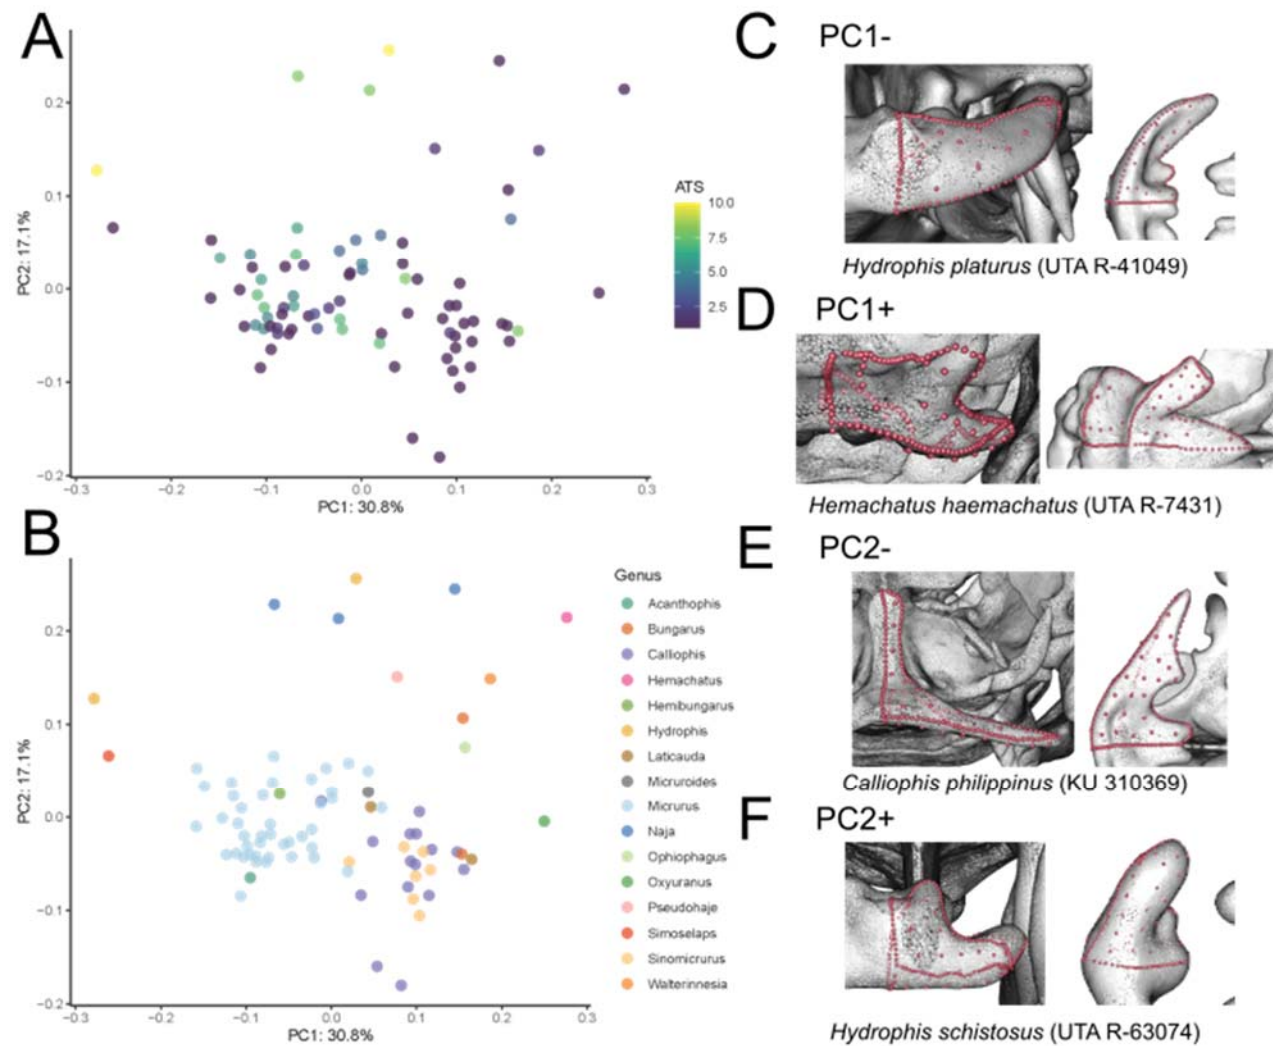 A
0.2
0.1
0.0
−0.1
−0.2
PC2: 17.1%
−0.3
−0.2
−0.1
0.0
0.1
0.2
0.3
PC1: 30.8%
ATS
10.0
7.5
5.0
2.5
B
0.2
0.1
0.0
−0.1
−0.2
PC2: 17.1%
−0.3
−0.2
−0.1
0.0
0.1
0.2
0.3
PC1: 30.8%
Genus
Acanthophis
Bungarus
Calliophis
Hemachatus
Hemibungarus
Hydrophis
Laticauda
Micruroides
Micrurus
Naja
Ophiophagus
Oxyuranus
Pseudohaje
Simoselaps
Sinomicrurus
Walterinnesia
C
PC1-
Hydrophis platurus (UTA R-41049)
D
PC1+
Hemachatus haemachatus (UTA R-7431)
E
PC2-
Calliophis philippinus (KU 310369)
F
PC2+
Hydrophis schistosus (UTA R-63074)